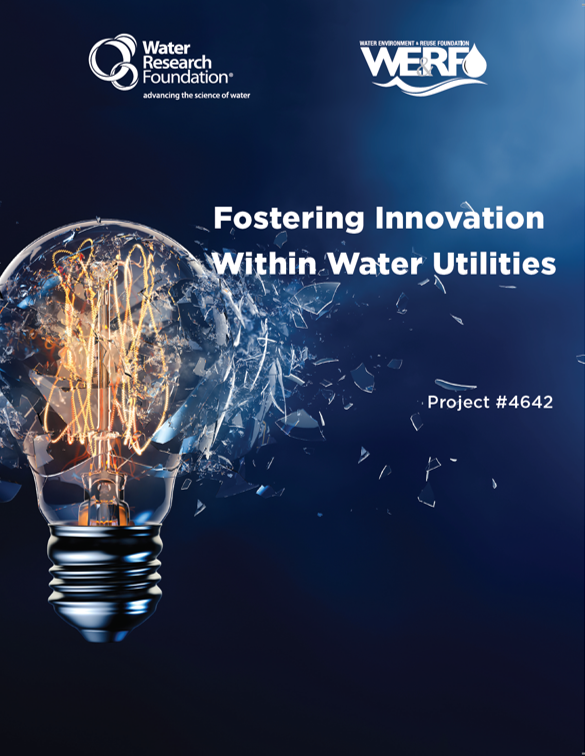 Water
Research
Foundation®
advancing the science of water
WATER ENVIRONMENT & REUSE FOUNDATION
WE&RF
Fostering Innovation
Within Water Utilities
Project #4642